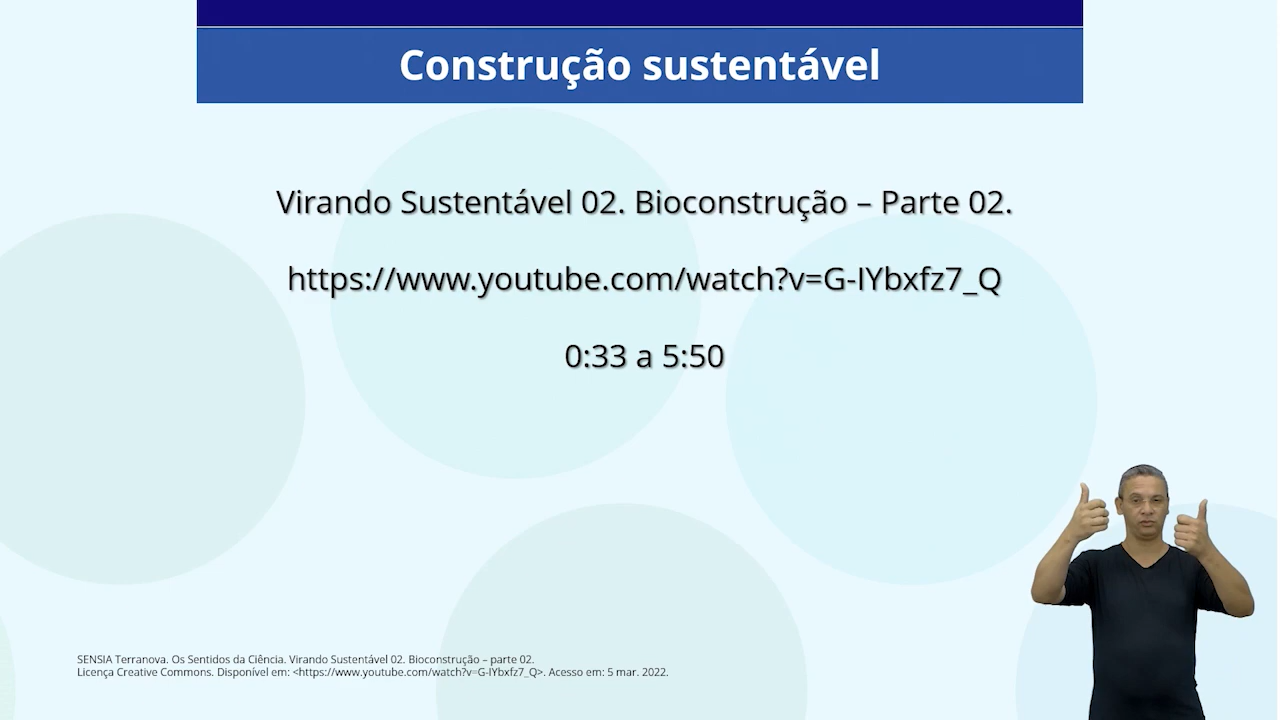 Construção sustentável
Virando Sustentável 02. Bioconstrução – Parte 02.
https://www.youtube.com/watch?v=G-IYbxfz7_Q
0:33 a 5:50
SENSIA Terranova. Os Sentidos da Ciência. Virando Sustentável 02. Bioconstrução – parte 02.
Licença Creative Commons. Disponível em: <https://www.youtube.com/watch?v=G-IYbxfz7_Q>. Acesso em: 5 mar. 2022.